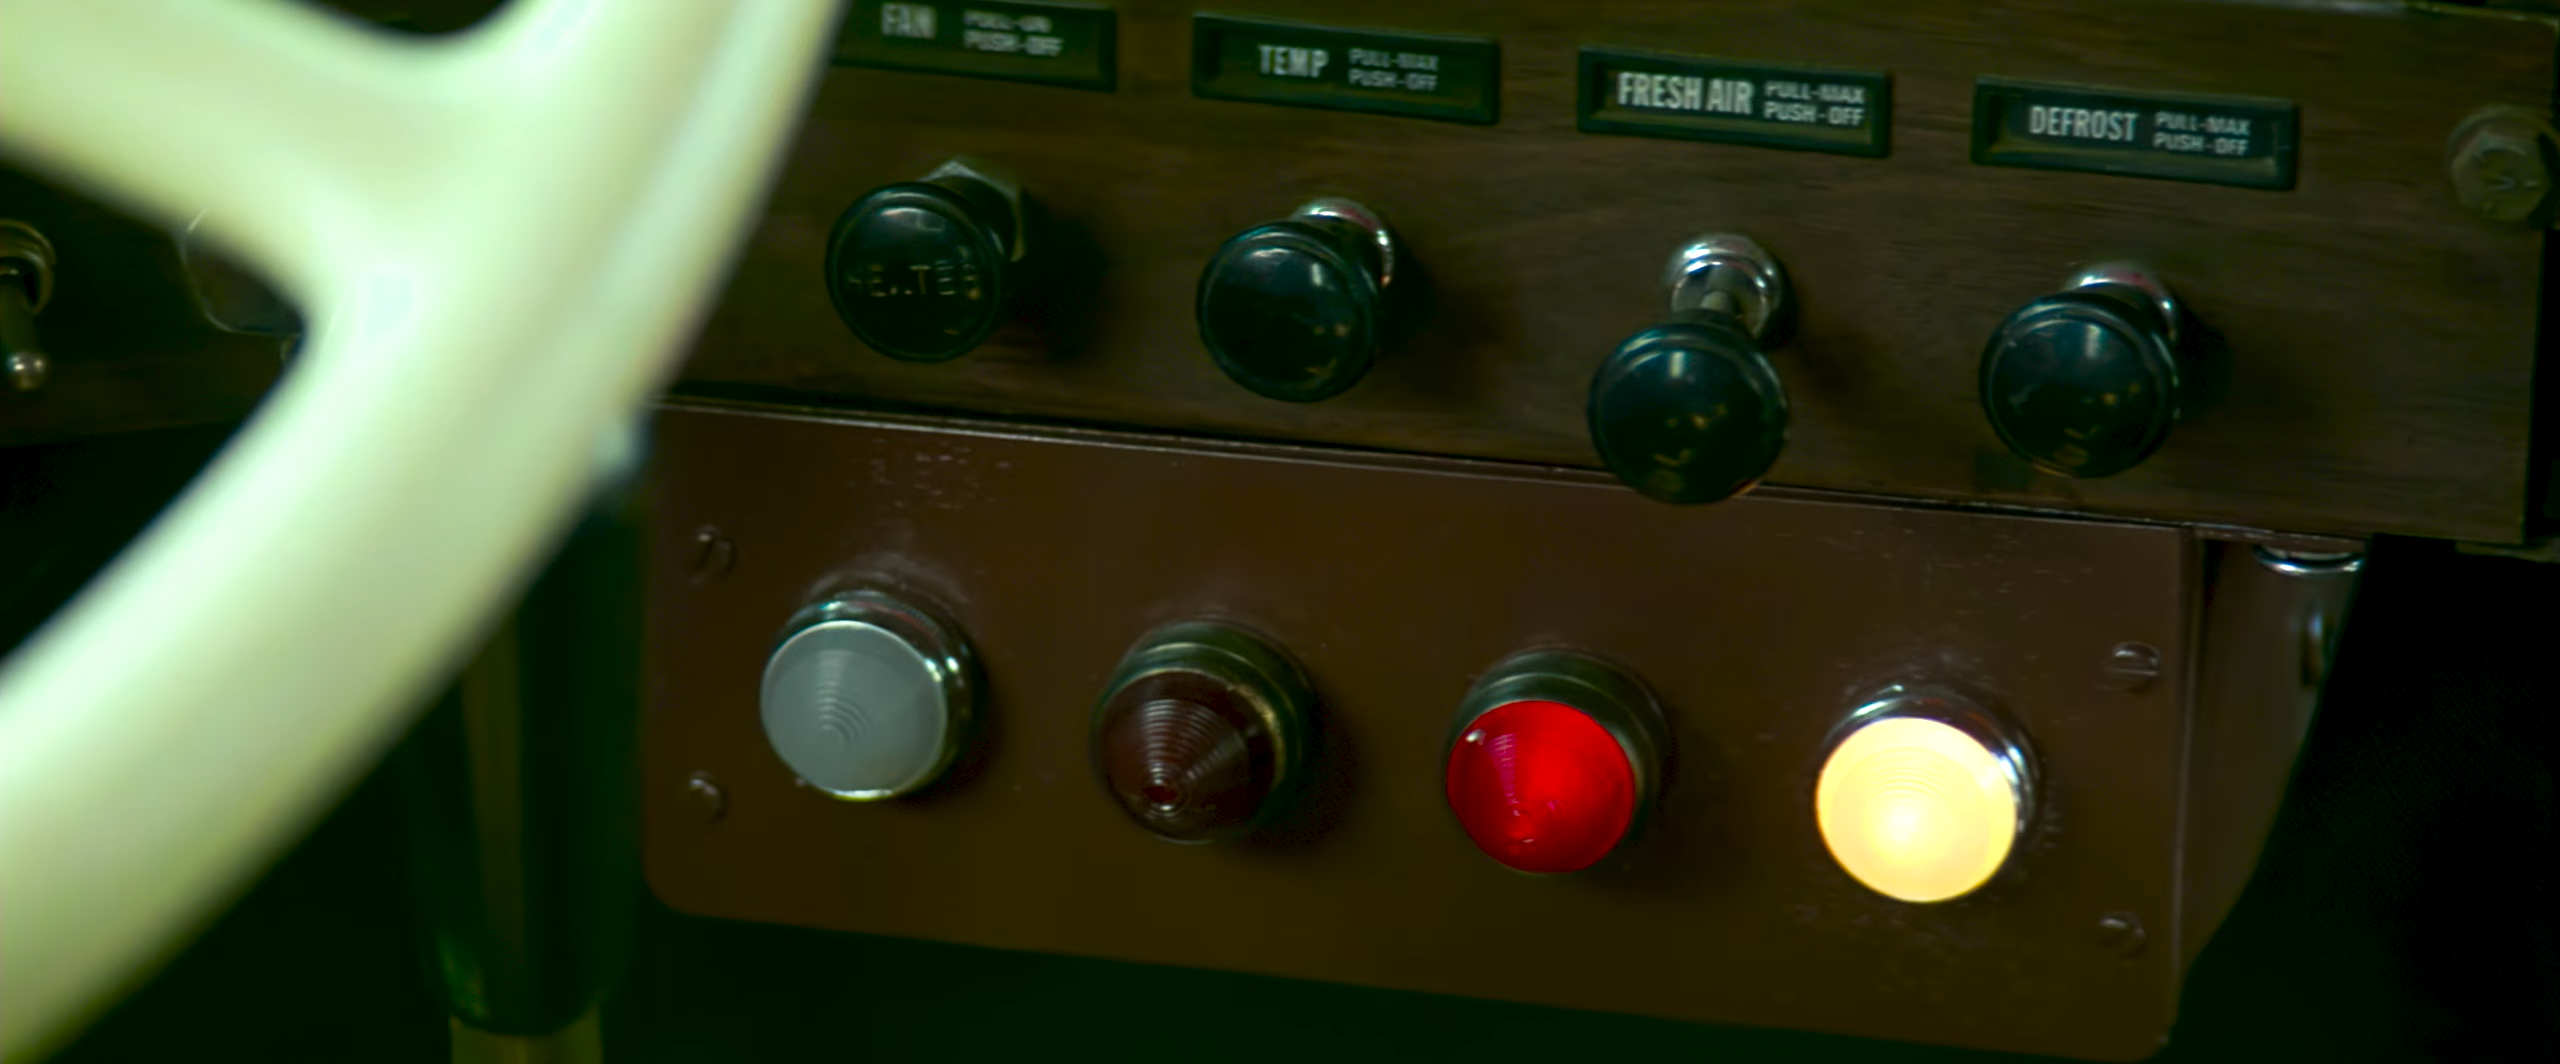 FAN
PULL-ON
PUSH-OFF
TEMP
PULL-MAX
PUSH-OFF
FRESH AIR
PULL-MAX
PUSH-OFF
DEFROST
PULL-MAX
PUSH-OFF